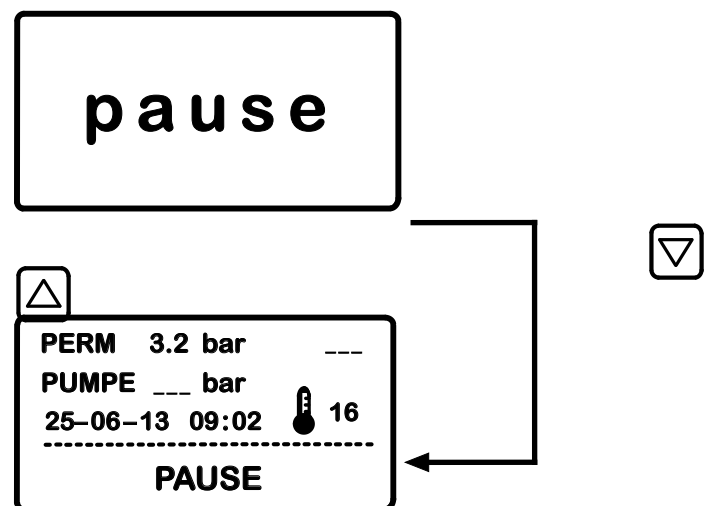 pause
PERM 3.2 bar ___
PUMPE ___ bar
25-06-13 09:02 16
PAUSE